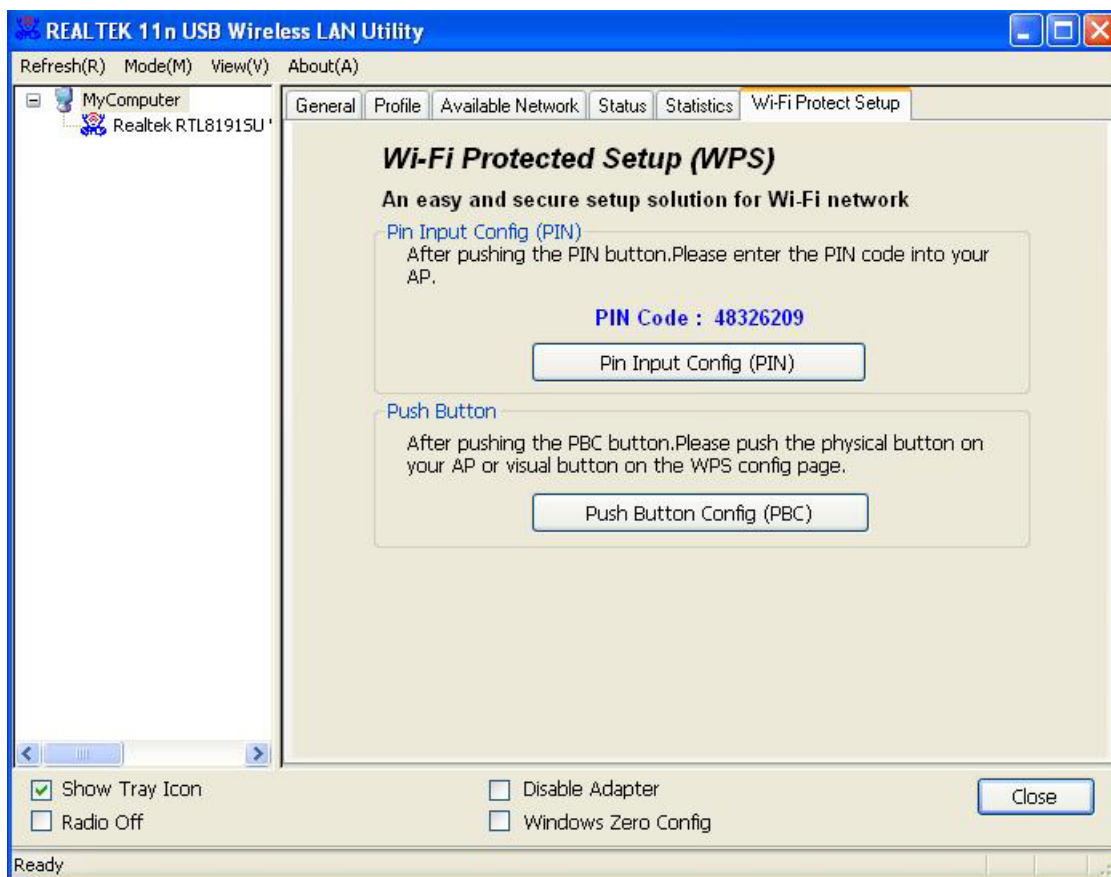 REALTEK 11n USB Wireless LAN Utility
Refresh(R) Mode(M) View(V) About(A)
MyComputer
Realtek RTL8191SU
General Profile Available Network Status Statistics Wi-Fi Protect Setup
Wi-Fi Protected Setup (WPS)
An easy and secure setup solution for Wi-Fi network
Pin Input Config (PIN)
After pushing the PIN button.Please enter the PIN code into your
AP.
PIN Code : 48326209
Pin Input Config (PIN)
Push Button
After pushing the PBC button.Please push the physical button on
your AP or visual button on the WPS config page.
Push Button Config (PBC)
Show Tray Icon
Radio Off
Disable Adapter
Windows Zero Config
Close
Ready